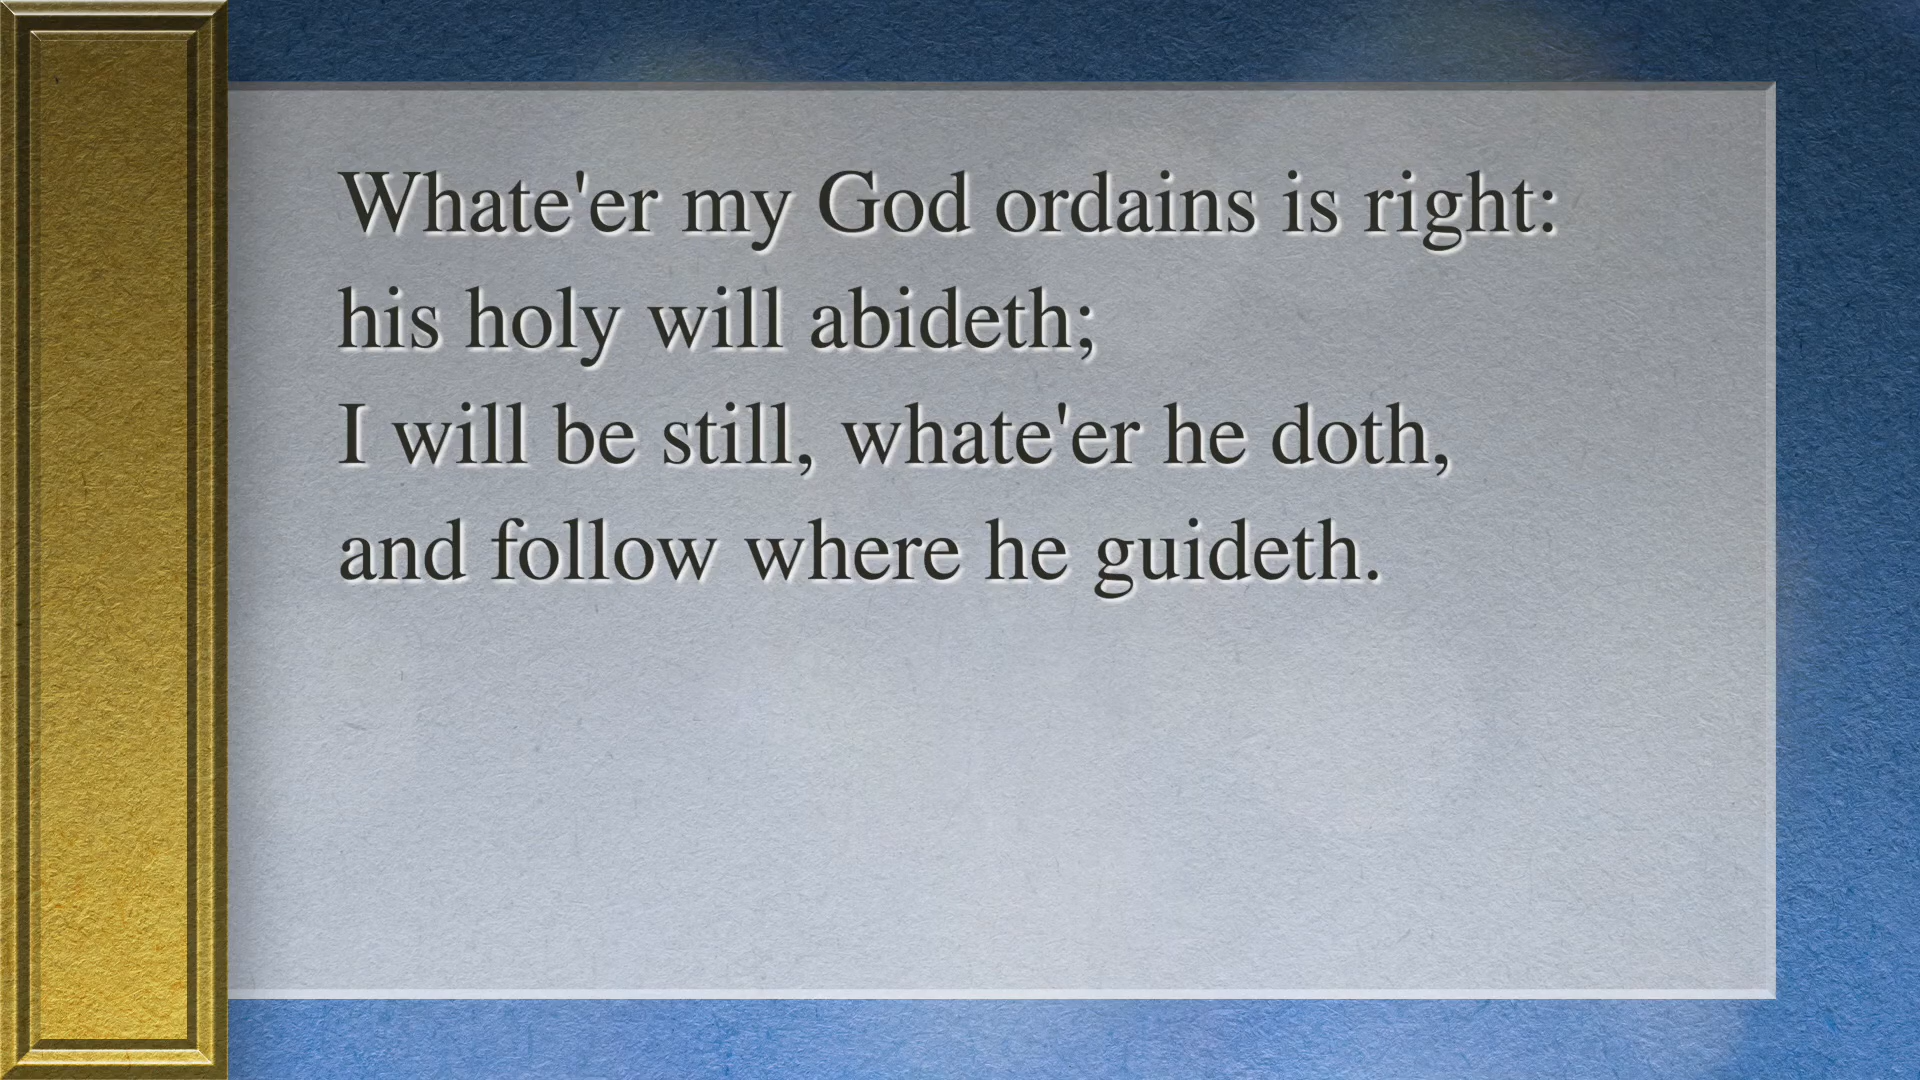 Whate'er my God ordains is right:
his holy will abideth;
I will be still, whate'er he doth,
and follow where he guideth.